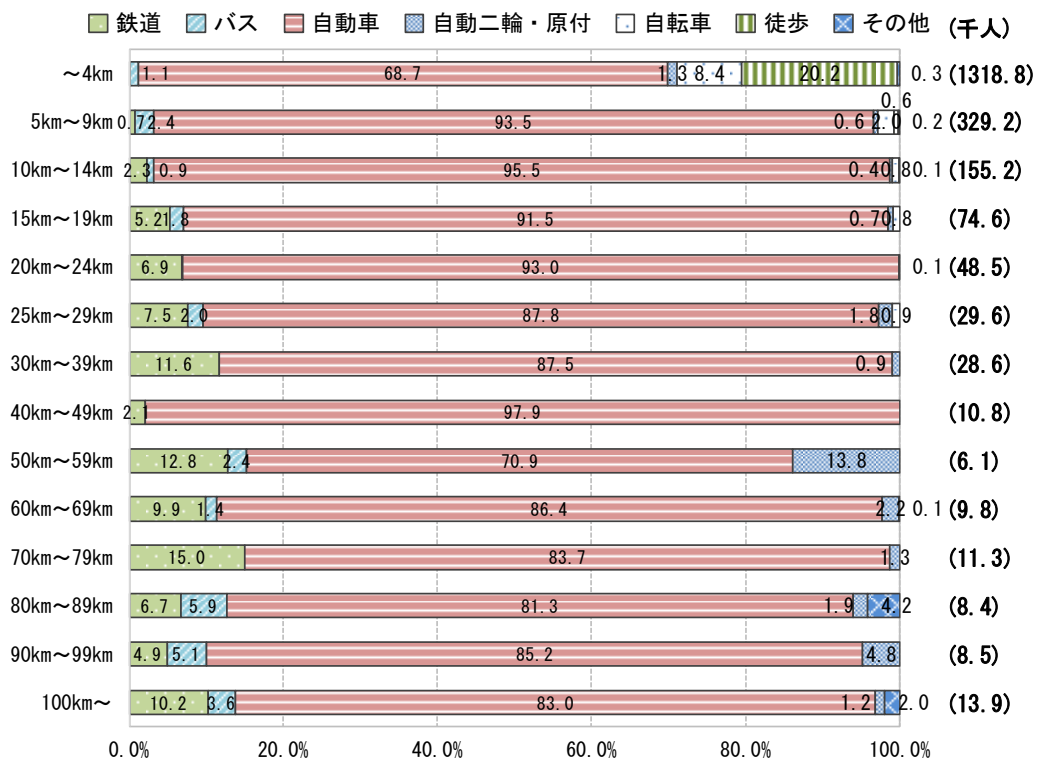 鉄道 バス 自動車 自動二輪・原付 自転車 徒歩 その他 (千人)
～4km 1.1 68.7 1.3 8.4 20.2 0.3 (1318.8)
0.6
5km～9km 0.7 2.4 93.5 0.6 2.0 0.2 (329.2)
10km～14km 2.3 0.9 95.5 0.4 0.8 0.1 (155.2)
15km～19km 5.2 1.8 91.5 0.7 0.8 (74.6)
20km～24km 6.9 93.0 0.1 (48.5)
25km～29km 7.5 2.0 87.8 1.8 0.9 (29.6)
30km～39km 11.6 87.5 0.9 (28.6)
40km～49km 2.1 97.9 (10.8)
50km～59km 12.8 2.4 70.9 13.8 (6.1)
60km～69km 9.9 1.4 86.4 2.2 0.1 (9.8)
70km～79km 15.0 83.7 1.3 (11.3)
80km～89km 6.7 5.9 81.3 1.9 4.2 (8.4)
90km～99km 4.9 5.1 85.2 4.8 (8.5)
100km～ 10.2 3.6 83.0 1.2 2.0 (13.9)
0.0% 20.0% 40.0% 60.0% 80.0% 100.0%